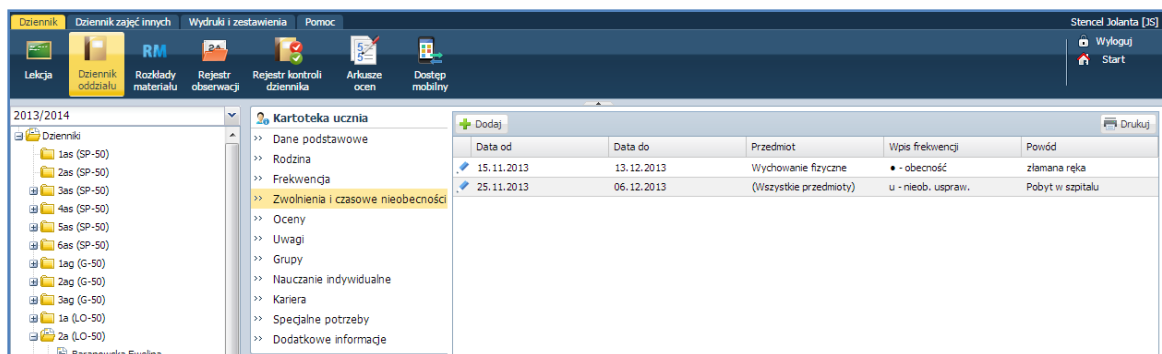 Dziennik Dziennik zajęć innych Wydruki i zestawienia Pomoc Stencel Jolanta [JS]
Wyloguj
Start
Lekcja Dziennik oddziału Rozkłady materiału Rejestr obserwacji Rejestr kontroli dziennika Arkusze ocen Dostęp mobilny
2013/2014
Dzienniki
1as (SP-50)
2as (SP-50)
3as (SP-50)
4as (SP-50)
5as (SP-50)
6as (SP-50)
1ag (G-50)
2ag (G-50)
3ag (G-50)
1a (LO-50)
2a (LO-50)
Kartoteka ucznia
Dane podstawowe
Rodzina
Frekwencja
Zwolnienia i czasowe nieobecności
Oceny
Uwagi
Grupy
Nauczanie indywidualne
Kariera
Specjalne potrzeby
Dodatkowe informacje
Dodaj Drukuj
Data od Data do Przedmiot Wpis frekwencji Powód
15.11.2013 13.12.2013 Wychowanie fizyczne ● - obecność złamana ręka
25.11.2013 06.12.2013 (Wszystkie przedmioty) u - nieob. uspraw. Pobyt w szpitalu